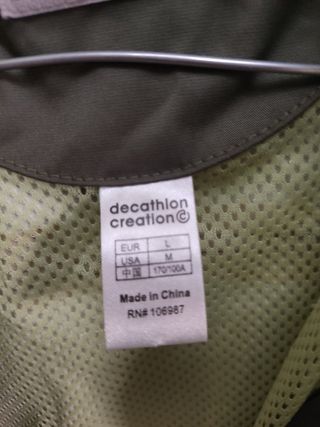 decathlon
creation©
EUR L
USA M
中国 170/100A
Made in China
RN# 106987